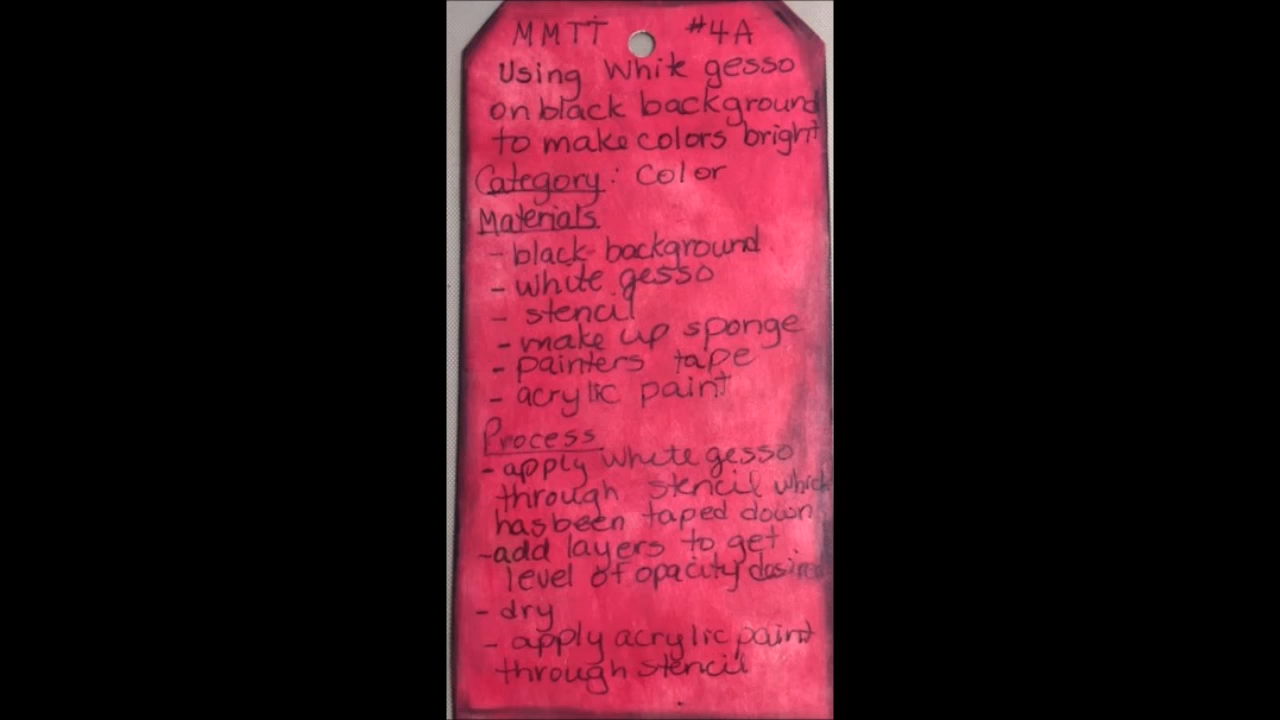 MMTT #4A
Using White gesso
on black background
to make colors bright
Category: Color
Materials
- black background
- white gesso
- stencil
- make up sponge
- painters tape
- acrylic paint
Process
- apply white gesso
through stencil which
has been taped down
- add layers to get
level of opacity desired
- dry
- apply acrylic paint
through stencil